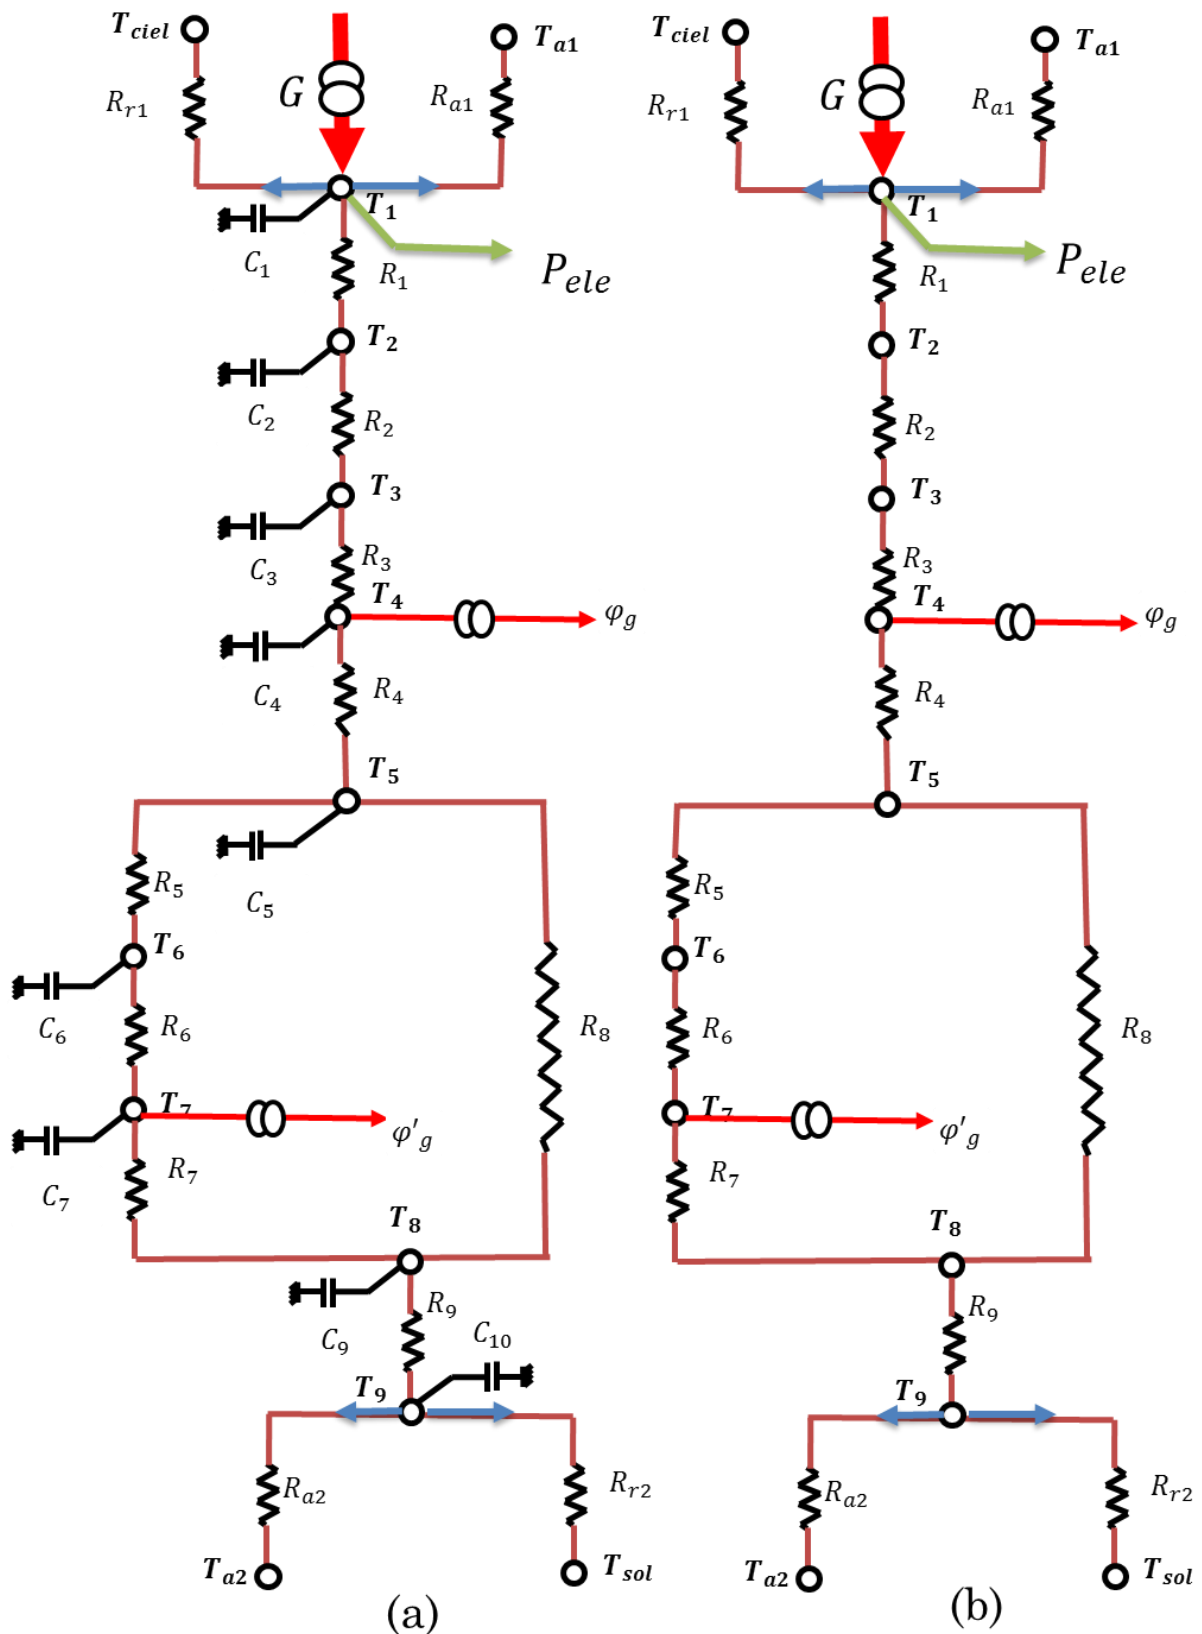 T_ciel
G
T_a1
R_r1
R_a1
T_1
C_1
R_1
P_ele
T_2
C_2
R_2
T_3
C_3
R_3
T_4
φ_g
C_4
R_4
T_5
R_5
C_5
T_6
C_6
R_6
R_8
T_7
φ'_g
C_7
R_7
T_8
R_9
C_9
C_10
T_9
R_a2
R_r2
T_a2
T_sol
(a)
T_ciel
G
T_a1
R_r1
R_a1
T_1
R_1
P_ele
T_2
R_2
T_3
R_3
T_4
φ_g
R_4
T_5
R_5
T_6
R_6
R_8
T_7
φ'_g
R_7
T_8
R_9
T_9
R_a2
R_r2
T_a2
T_sol
(b)